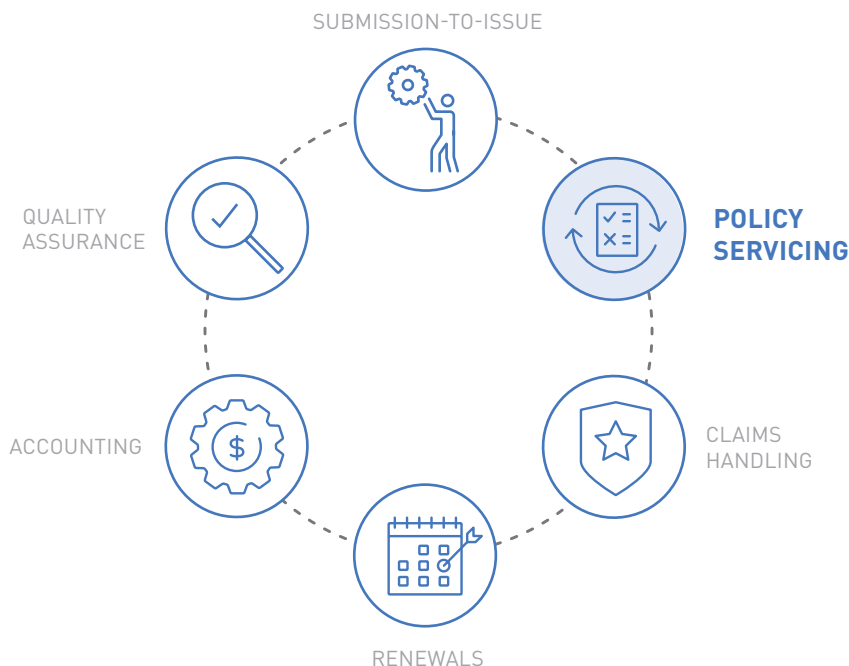 SUBMISSION-TO-ISSUE
QUALITY
ASSURANCE
POLICY
SERVICING
ACCOUNTING
$
CLAIMS
HANDLING
RENEWALS